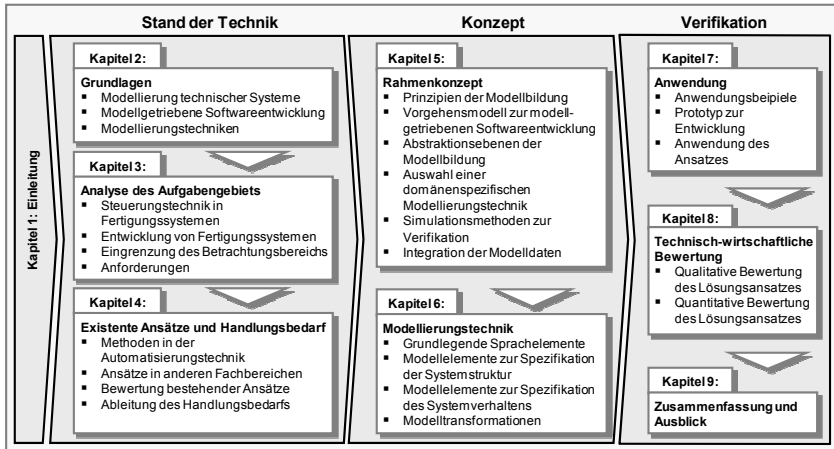 Kapitel 1: Einleitung
Stand der Technik
Kapitel 2:
Grundlagen
▪ Modellierung technischer Systeme
▪ Modellgetriebene Softwareentwicklung
▪ Modellierungstechniken
Kapitel 3:
Analyse des Aufgabengebiets
▪ Steuerungstechnik in
Fertigungssystemen
▪ Entwicklung von Fertigungssystemen
▪ Eingrenzung des Betrachtungsbereichs
▪ Anforderungen
Kapitel 4:
Existente Ansätze und Handlungsbedarf
▪ Methoden in der
Automatisierungstechnik
▪ Ansätze in anderen Fachbereichen
▪ Bewertung bestehender Ansätze
▪ Ableitung des Handlungsbedarfs
Konzept
Kapitel 5:
Rahmenkonzept
▪ Prinzipien der Modellbildung
▪ Vorgehensmodell zur modell-
getriebenen Softwareentwicklung
▪ Abstraktionsebenen der
Modellbildung
▪ Auswahl einer
domänenspezifischen
Modellierungstechnik
▪ Simulationsmethoden zur
Verifikation
▪ Integration der Modelldaten
Kapitel 6:
Modellierungstechnik
▪ Grundlegende Sprachelemente
▪ Modellelemente zur Spezifikation
der Systemstruktur
▪ Modellelemente zur Spezifikation
des Systemverhaltens
▪ Modelltransformationen
Verifikation
Kapitel 7:
Anwendung
▪ Anwendungsbeipiele
▪ Prototyp zur
Entwicklung
▪ Anwendung des
Ansatzes
Kapitel 8:
Technisch-wirtschaftliche
Bewertung
▪ Qualitative Bewertung
des Lösungsansatzes
▪ Quantitative Bewertung
des Lösungsansatzes
Kapitel 9:
Zusammenfassung und
Ausblick